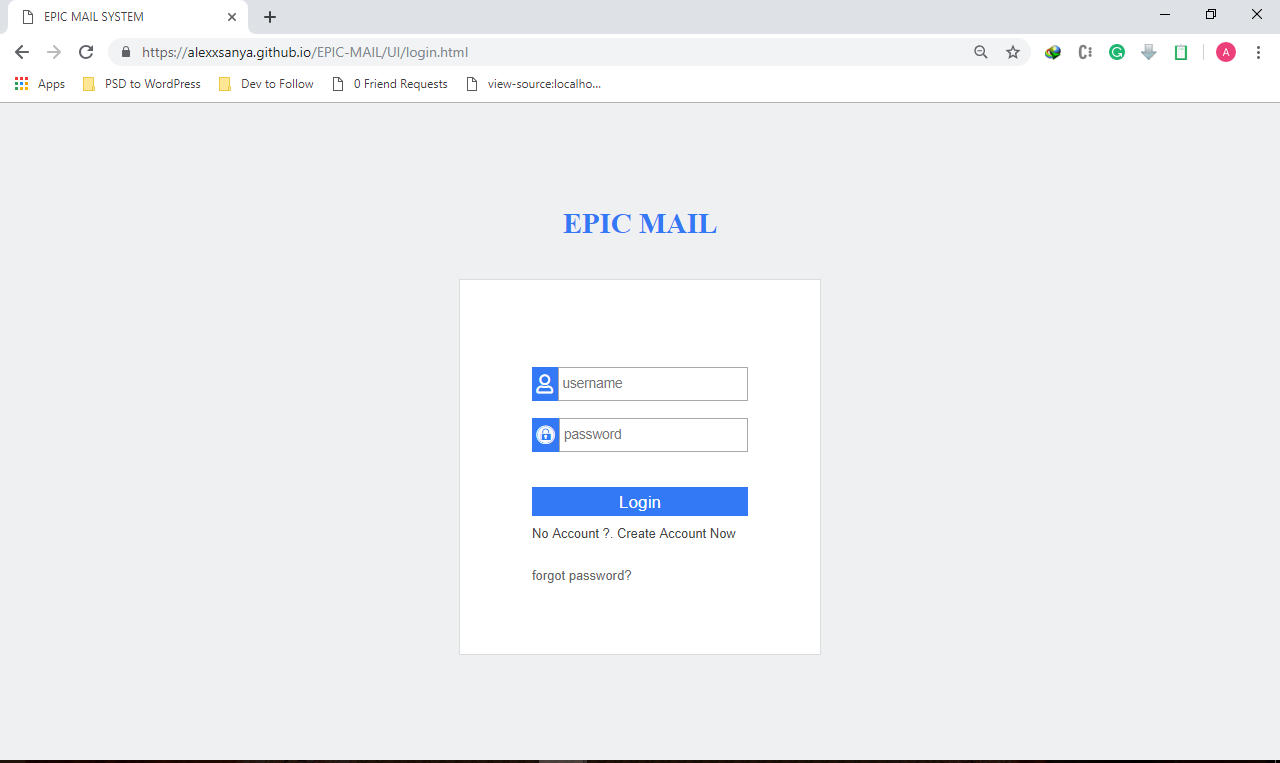 EPIC MAIL SYSTEM
https://alexxsanya.github.io/EPIC-MAIL/UI/login.html
A
Apps PSD to WordPress Dev to Follow 0 Friend Requests view-source:localho...
EPIC MAIL
username
password
Login
No Account ?. Create Account Now
forgot password?